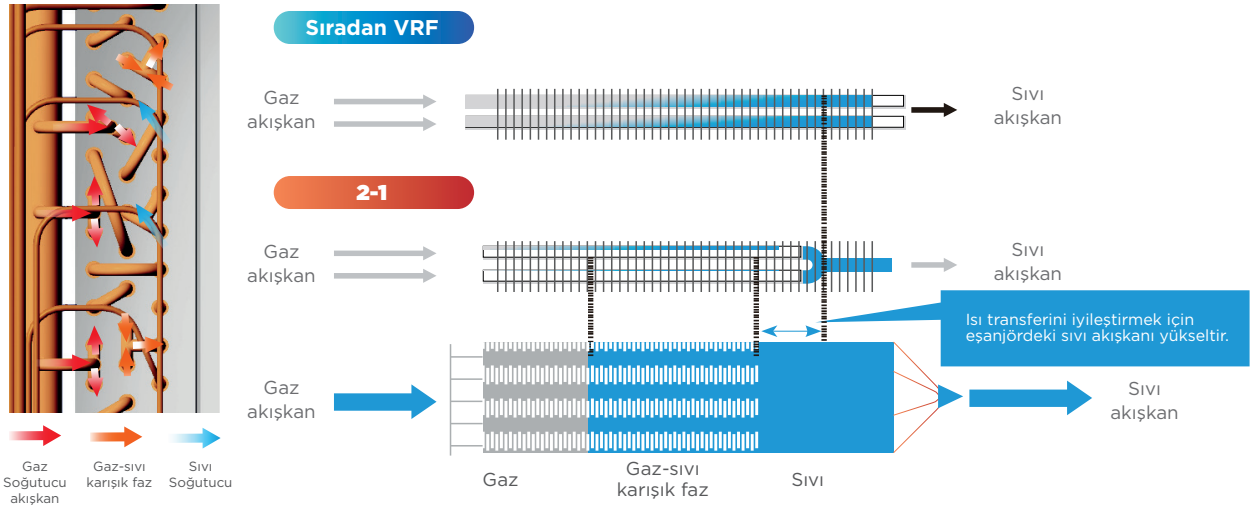 Sıradan VRF
Gaz
akışkan
Sıvı
akışkan
2-1
Gaz
akışkan
Sıvı
akışkan
Isı transferini iyileştirmek için
eşanjördeki sıvı akışkanı yükseltir.
Gaz
akışkan
Sıvı
akışkan
Gaz
Gaz-sıvı
karışık faz
Sıvı
Gaz
Soğutucu
akışkan
Gaz-sıvı
karışık faz
Sıvı
Soğutucu